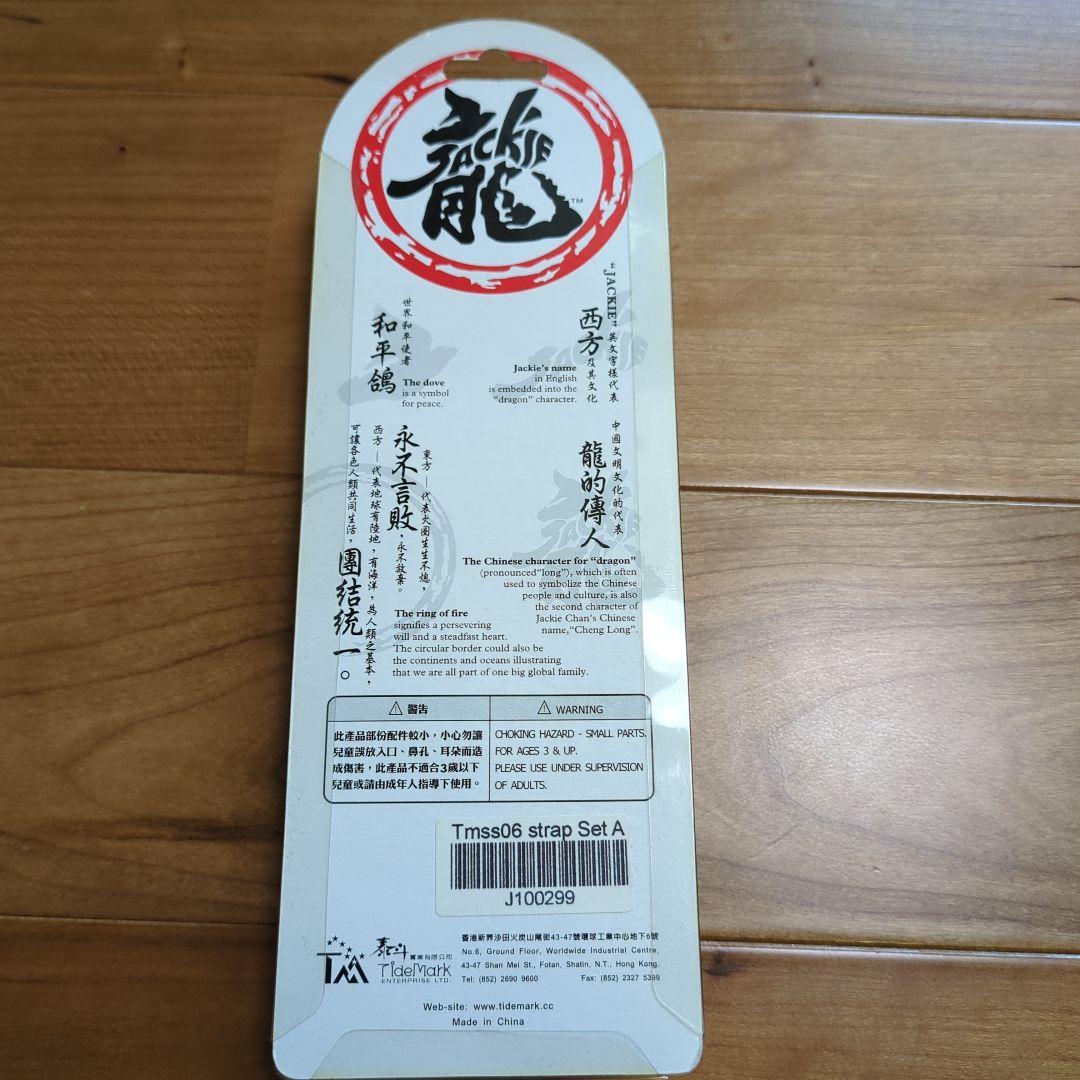 龍
JACKIE
TM
“JACKIE”英文字樣代表
西方及其文化
Jackie's name
in English
is embedded into the
“dragon” character.
世界和平使者
和平鴿
The dove
is a symbol
for peace.
中國文明文化的代表
龍的傳人
The Chinese character for “dragon”
(pronounced“long”), which is often
used to symbolize the Chinese
people and culture, is also
the second character of
Jackie Chan's Chinese
name,“Cheng Long”.
東方 — 代表火圈生生不熄，
永不言敗，永不放棄。
西方 — 代表地球有陸地，有海洋，為人類之基本，
可讓各色人類共同生活，團結統一。
The ring of fire
signifies a persevering
will and a steadfast heart.
The circular border could also be
the continents and oceans illustrating
that we are all part of one big global family.
⚠ 警告
此產品部份配件較小，小心勿讓
兒童誤放入口、鼻孔、耳朵而造
成傷害，此產品不適合3歲以下
兒童或請由成年人指導下使用。
⚠ WARNING
CHOKING HAZARD - SMALL PARTS.
FOR AGES 3 & UP.
PLEASE USE UNDER SUPERVISION
OF ADULTS.
Tmss06 strap Set A
J100299
TM
泰斗實業有限公司
TideMark
ENTERPRISE LTD.
香港新界沙田火炭山尾街43-47號環球工業中心地下6號
No.6, Ground Floor, Worldwide Industrial Centre,
43-47 Shan Mei St., Fotan, Shatin, N.T., Hong Kong.
Tel: (852) 2690 9600 Fax: (852) 2327 5399
Web-site: www.tidemark.cc
Made in China